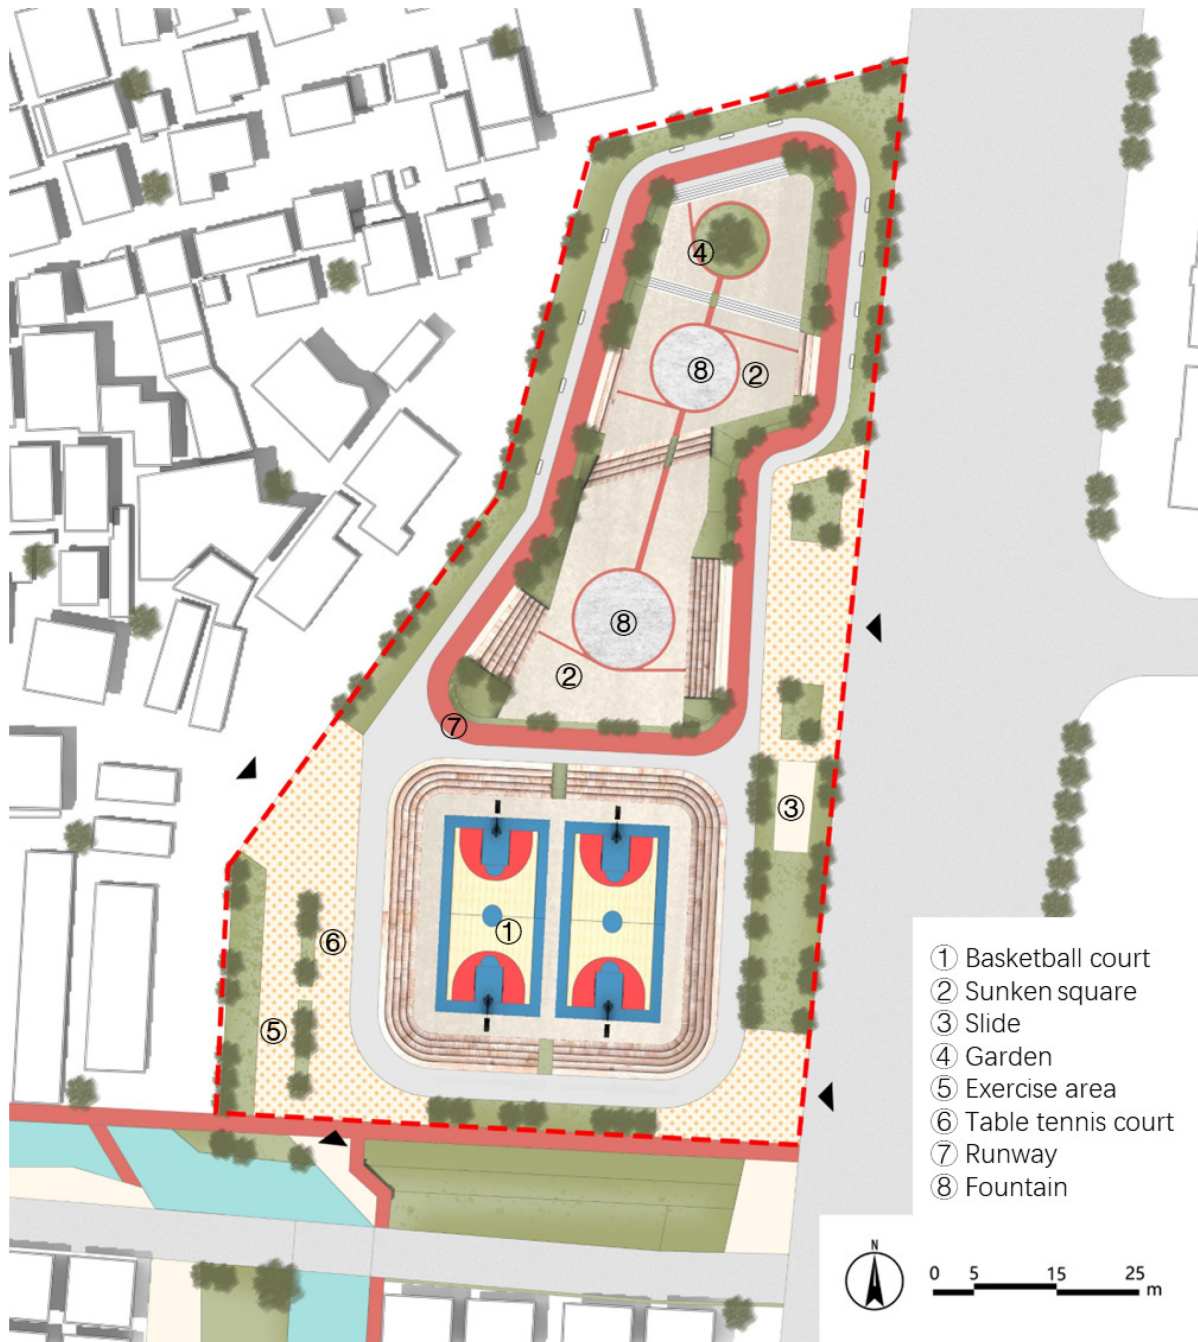 ④
⑧
②
⑧
②
⑦
③
①
⑥
⑤
① Basketball court
② Sunken square
③ Slide
④ Garden
⑤ Exercise area
⑥ Table tennis court
⑦ Runway
⑧ Fountain
N
0 5 15 25
m